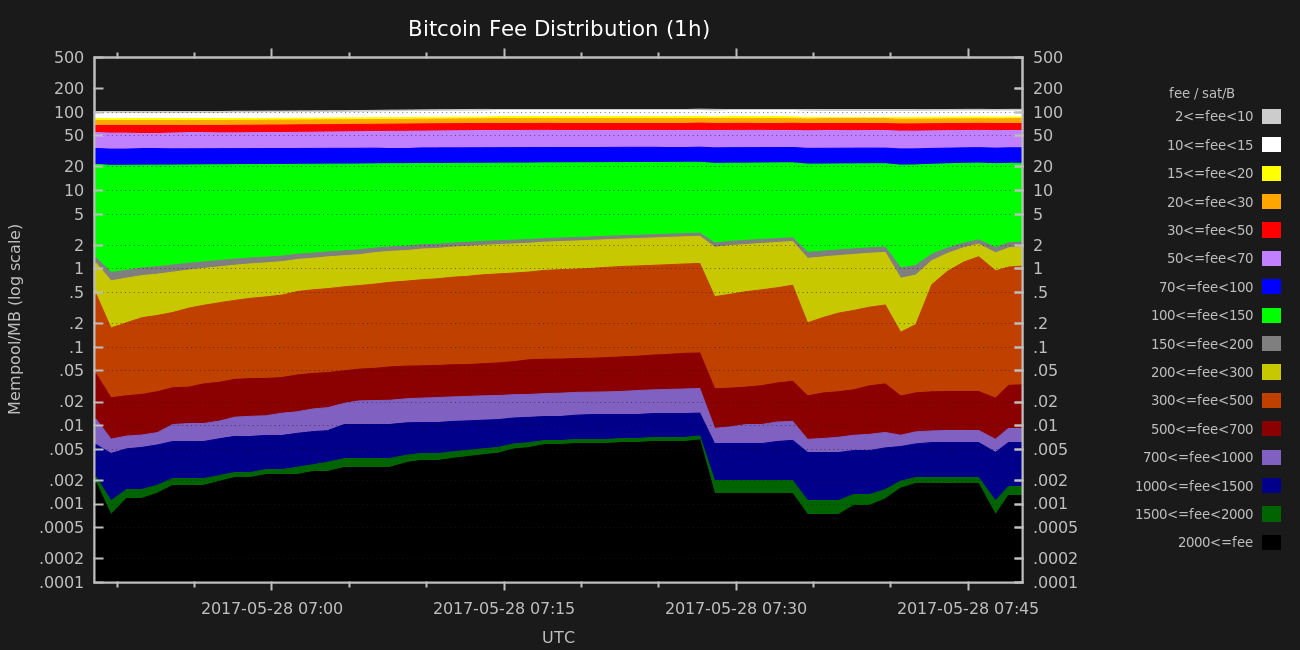 Bitcoin Fee Distribution (1h)
500
200
100
50
20
10
5
2
1
.5
.2
.1
.05
.02
.01
.005
.002
.001
.0005
.0002
.0001
Mempool/MB (log scale)
500
200
100
50
20
10
5
2
1
.5
.2
.1
.05
.02
.01
.005
.002
.001
.0005
.0002
.0001
2017-05-28 07:00
2017-05-28 07:15
2017-05-28 07:30
2017-05-28 07:45
UTC
fee / sat/B
2<=fee<10
10<=fee<15
15<=fee<20
20<=fee<30
30<=fee<50
50<=fee<70
70<=fee<100
100<=fee<150
150<=fee<200
200<=fee<300
300<=fee<500
500<=fee<700
700<=fee<1000
1000<=fee<1500
1500<=fee<2000
2000<=fee